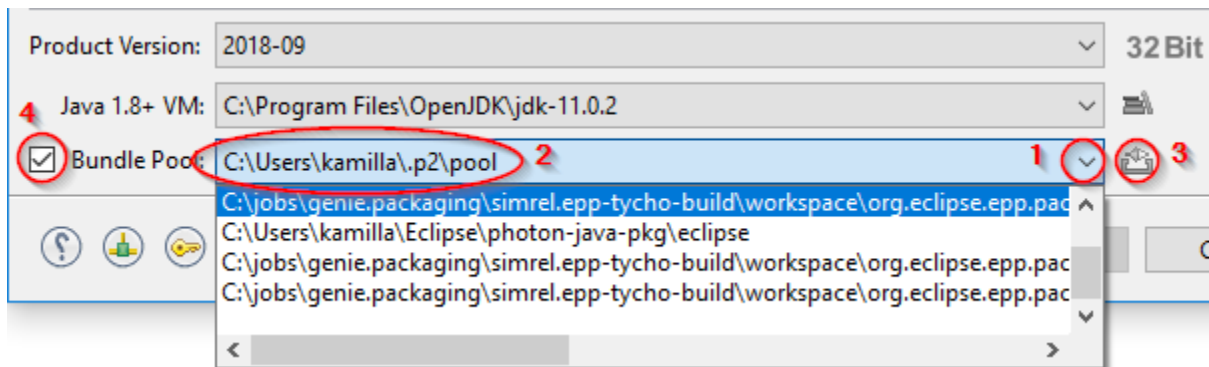 Product Version: 2018-09 32 Bit
Java 1.8+ VM: C:\Program Files\OpenJDK\jdk-11.0.2
4
Bundle Pool: C:\Users\kamilla\.p2\pool 2 1 3
C:\jobs\genie.packaging\simrel.epp-tycho-build\workspace\org.eclipse.epp.pac
C:\Users\kamilla\Eclipse\photon-java-pkg\eclipse
C:\jobs\genie.packaging\simrel.epp-tycho-build\workspace\org.eclipse.epp.pac
C:\jobs\genie.packaging\simrel.epp-tycho-build\workspace\org.eclipse.epp.pac